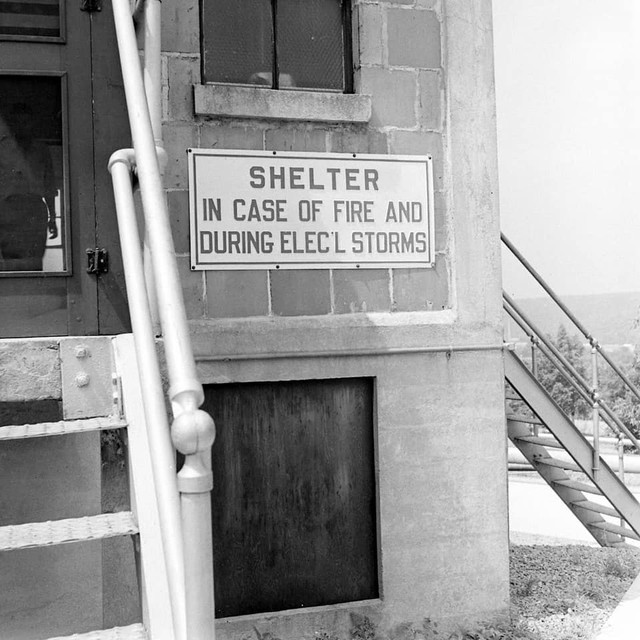 SHELTER
IN CASE OF FIRE AND
DURING ELEC'L STORMS